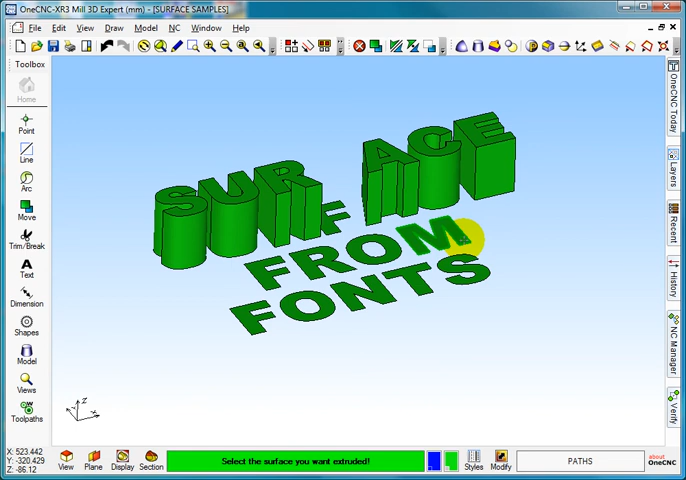 OneCNC-XR3 Mill 3D Expert (mm) - [SURFACE SAMPLES]
File Edit View Draw Model NC Window Help
Toolbox
Home
Point
Line
Arc
Move
Trim/Break
Text
Dimension
Shapes
Model
Views
Toolpaths
SURFACE
FROM
FONTS
Z
X
OneCNC Today
Layers
Recent
History
NC Manager
Verify
X: 523.442
Y: -320.429
Z: -86.12
View
Plane
Display
Section
Select the surface you want extruded!
Styles
Modify
PATHS
about
OneCNC